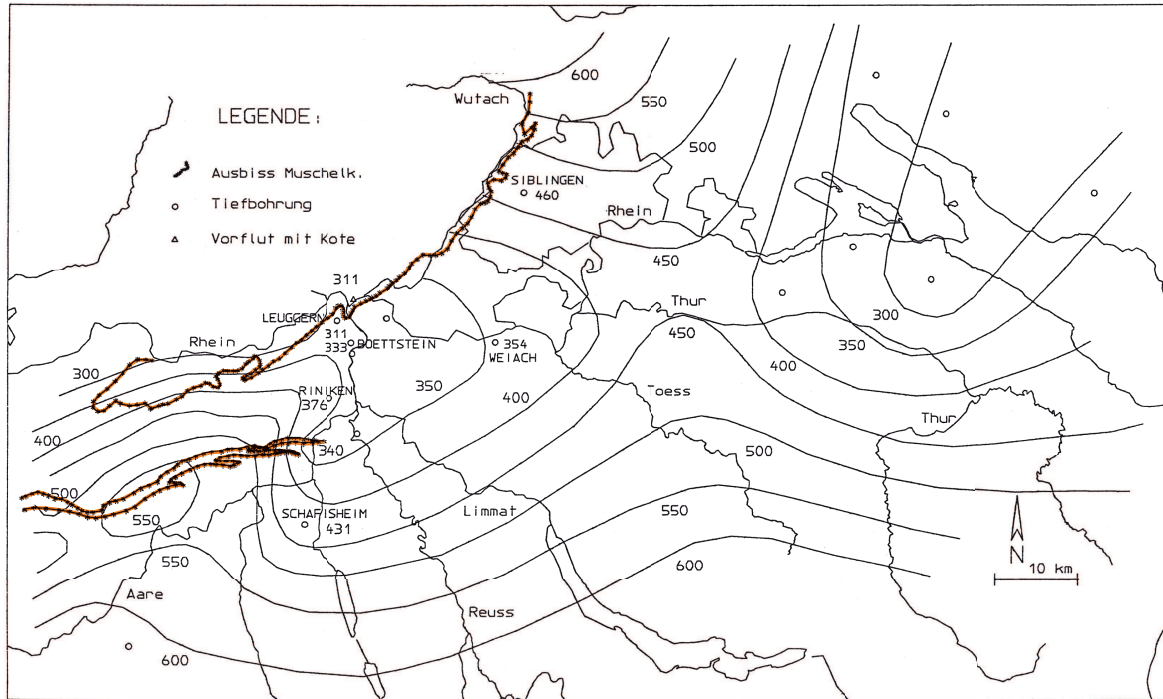 600
Wutach
550
LEGENDE:
500
Ausbiss Muschelk.
SIBLINGEN
460
Tiefbohrung
Rhein
Vorflut mit Kote
450
311
Thur
LEUGGERN
300
311
450
333
BOETTSTEIN
354
WEIACH
Rhein
350
300
400
350
RINIKEN
376
400
Toess
Thur
400
340
500
500
SCHAFISHEIM
431
Limmat
550
550
550
N
600
10 km
Aare
Reuss
600